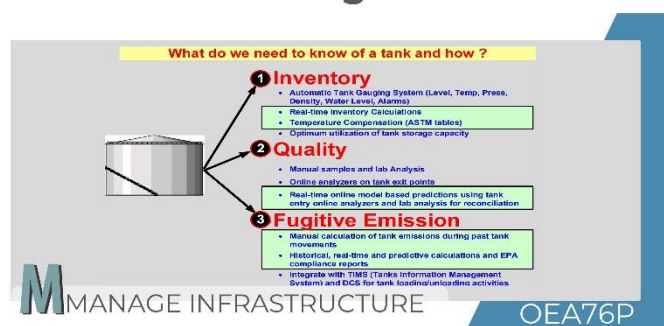 What do we need to know of a tank and how ?
1 Inventory
• Automatic Tank Gauging System (Level, Temp, Press,
Density, Water Level, Alarms)
• Real-time Inventory Calculations
• Temperature Compensation (ASTM tables)
• Optimum utilization of tank storage capacity
2 Quality
• Manual samples and lab Analysis
• Online analyzers on tank exit points
• Real-time online model based predictions using tank
entry online analyzers and lab analysis for reconciliation
3 Fugitive Emission
• Manual calculation of tank emissions during past tank
movements
• Historical, real-time and predictive calculations and EPA
compliance reports
• Integrate with TIMS (Tanks Information Management
System) and DCS for tank loading/unloading activities
M MANAGE INFRASTRUCTURE
OEA76P